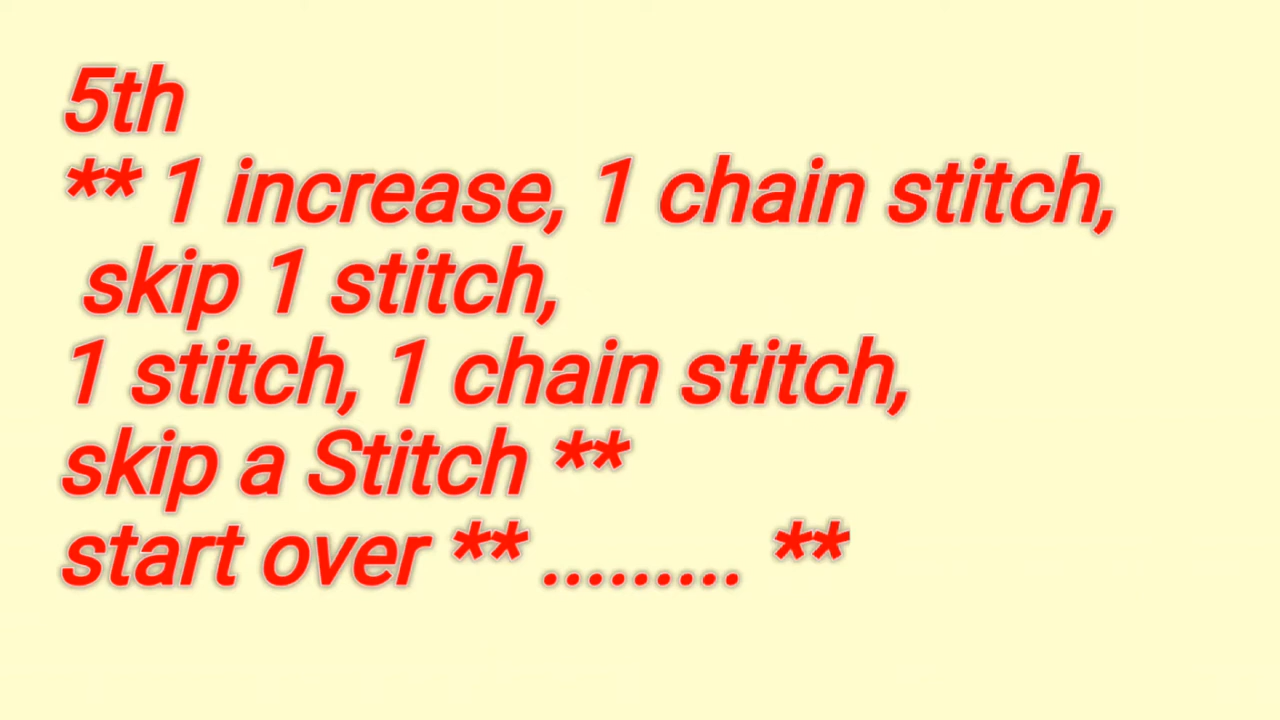 5th
** 1 increase, 1 chain stitch,
skip 1 stitch,
1 stitch, 1 chain stitch,
skip a Stitch **
start over ** ......... **